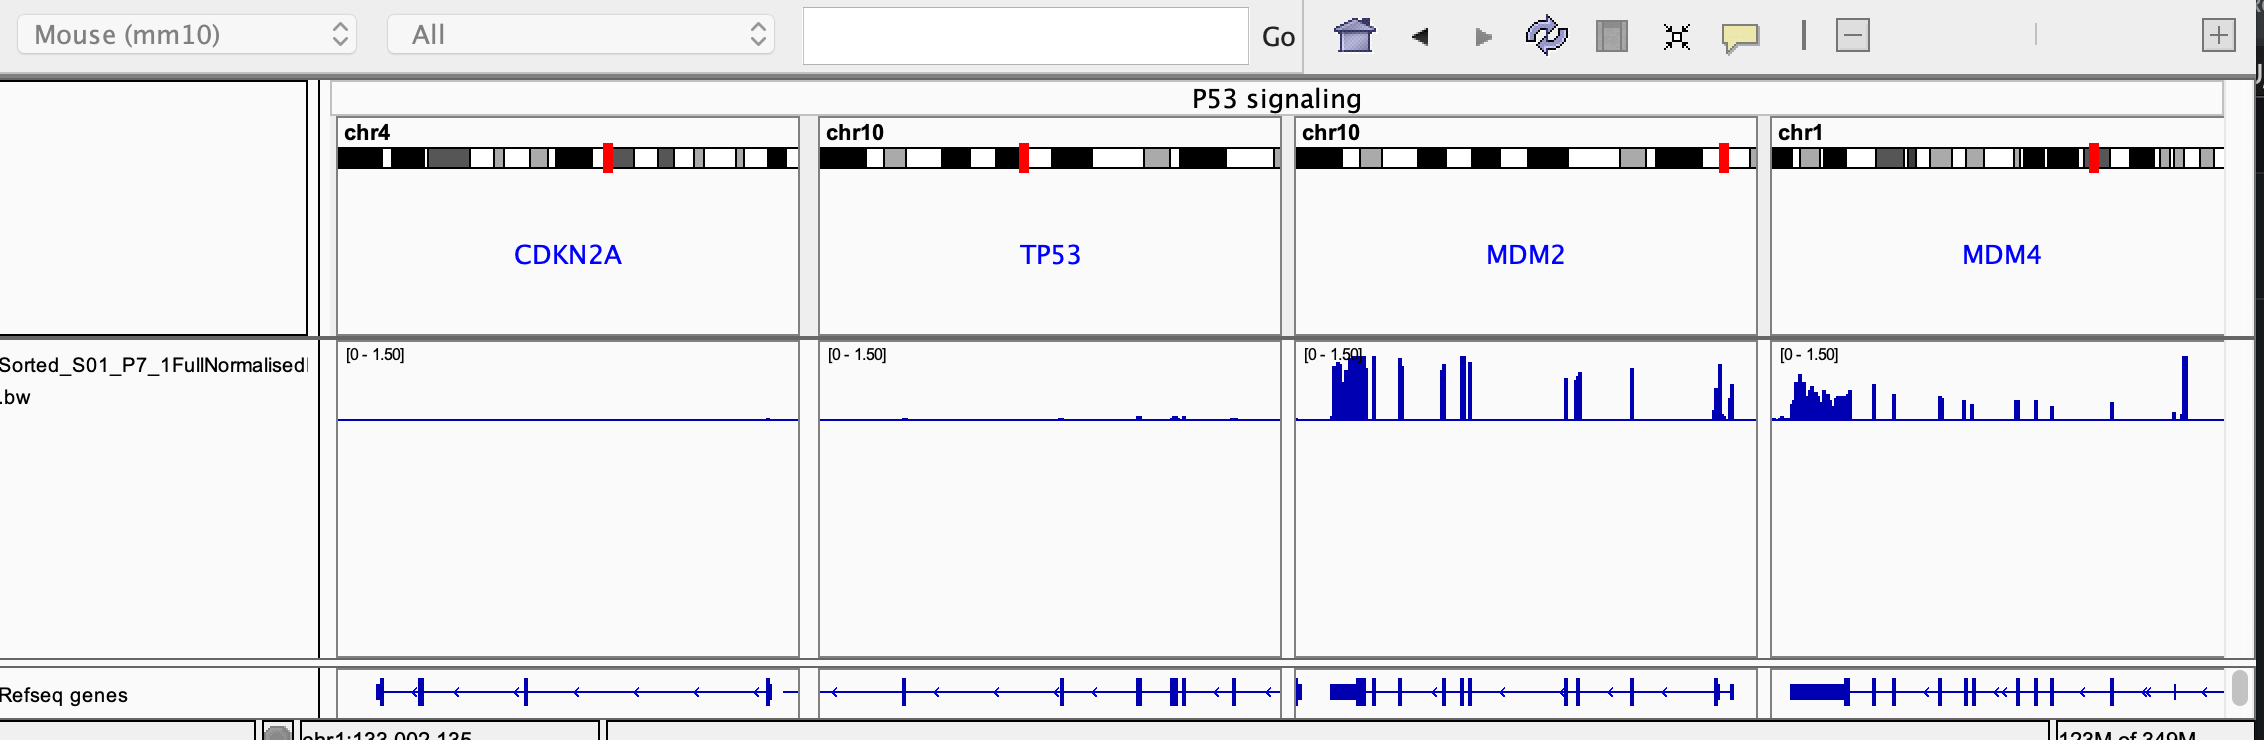 Mouse (mm10) All Go
P53 signaling
chr4 chr10 chr10 chr1
CDKN2A TP53 MDM2 MDM4
Sorted_S01_P7_1FullNormalised
.bw
[0 - 1.50] [0 - 1.50] [0 - 1.50] [0 - 1.50]
Refseq genes
chr1:133,002,135 123M of 349M